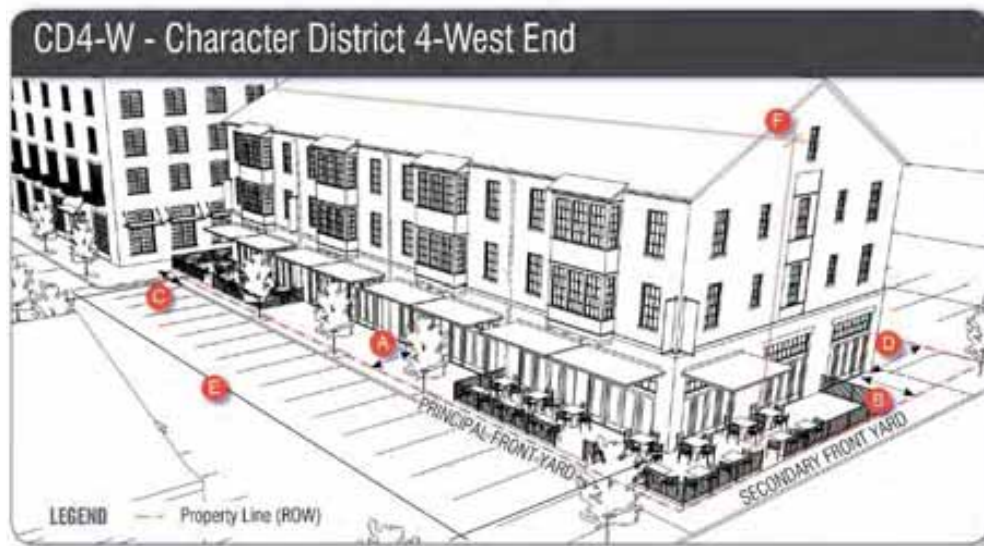 CD4-W - Character District 4-West End
F
C
A
D
E
B
PRINCIPAL FRONT YARD
SECONDARY FRONT YARD
LEGEND
Property Line (ROW)